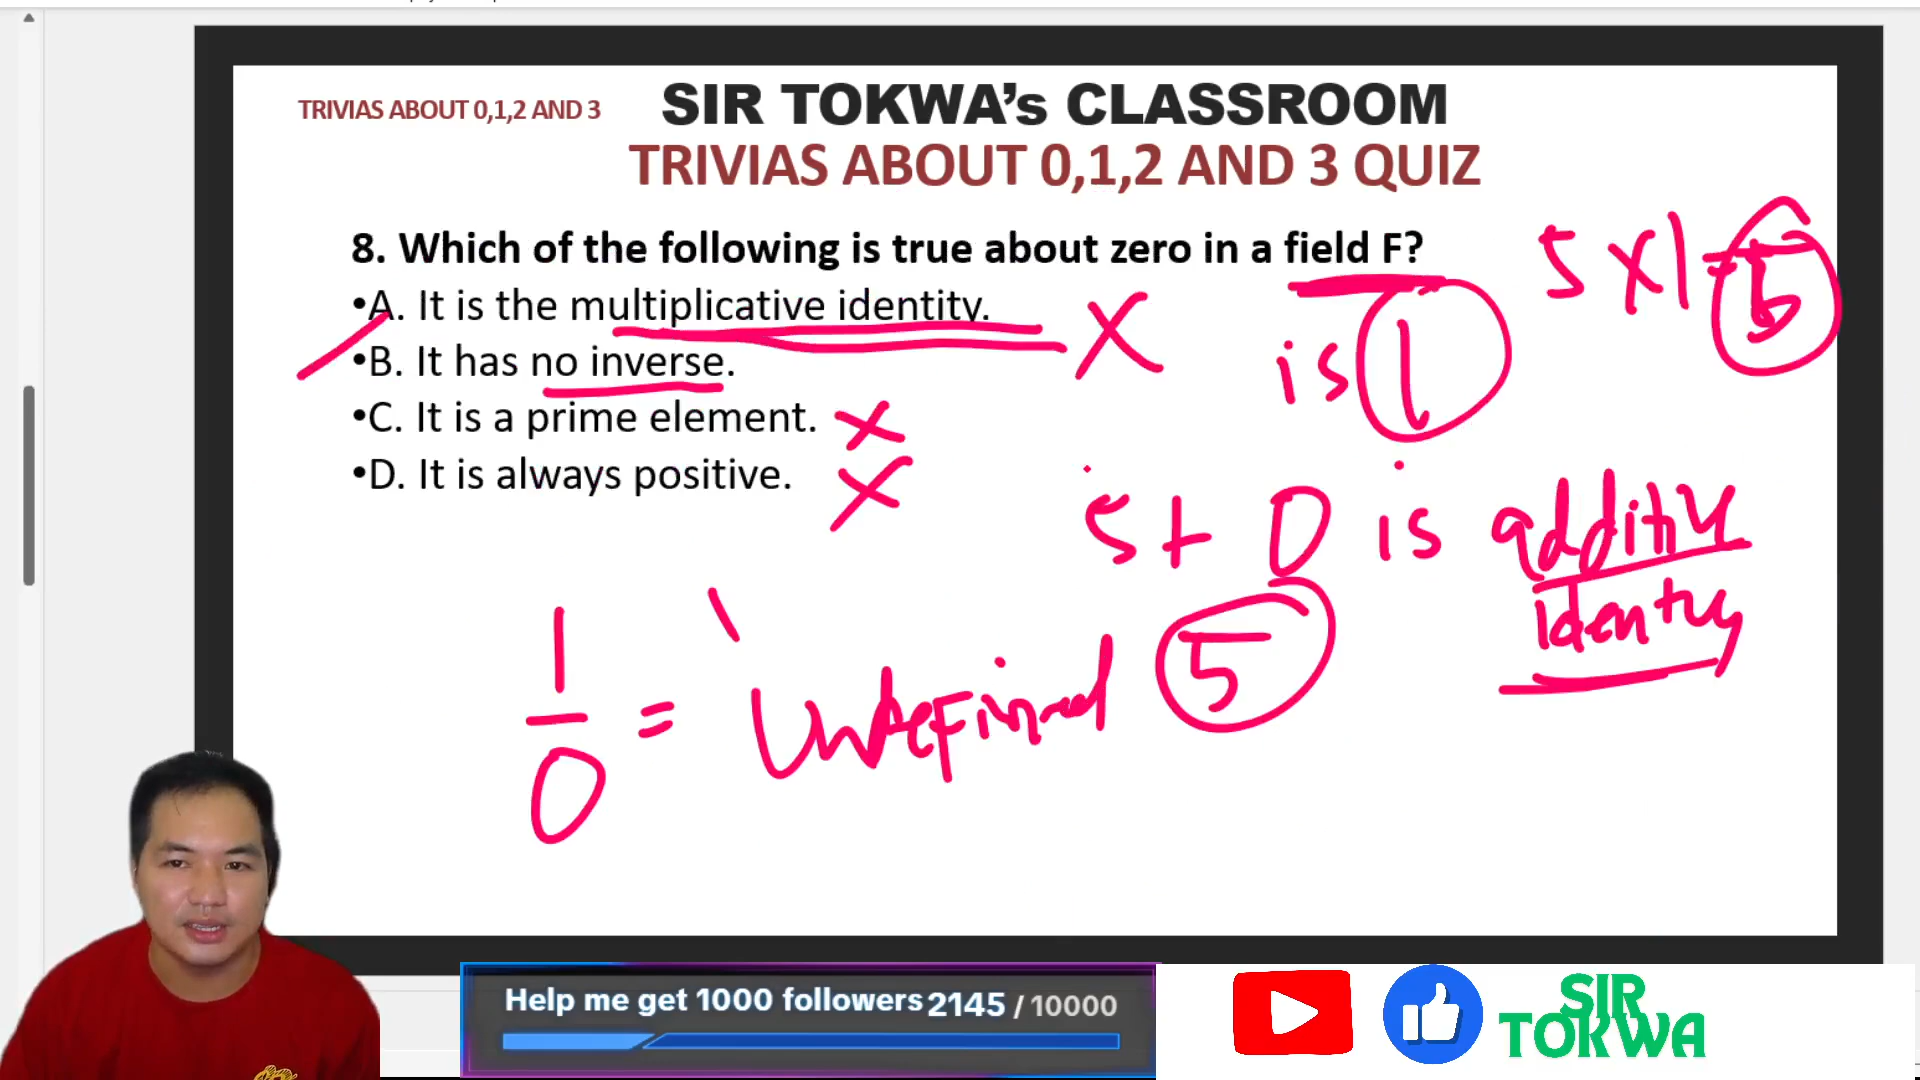 TRIVIAS ABOUT 0,1,2 AND 3
SIR TOKWA's CLASSROOM
TRIVIAS ABOUT 0,1,2 AND 3 QUIZ
8. Which of the following is true about zero in a field F?
•A. It is the multiplicative identity.
•B. It has no inverse.
•C. It is a prime element.
•D. It is always positive.
5 x 1 = 5
is 1
5 + 0 is additive
identity
5
1/0 = undefined
Help me get 1000 followers 2145 / 10000
SIR
TOKWA